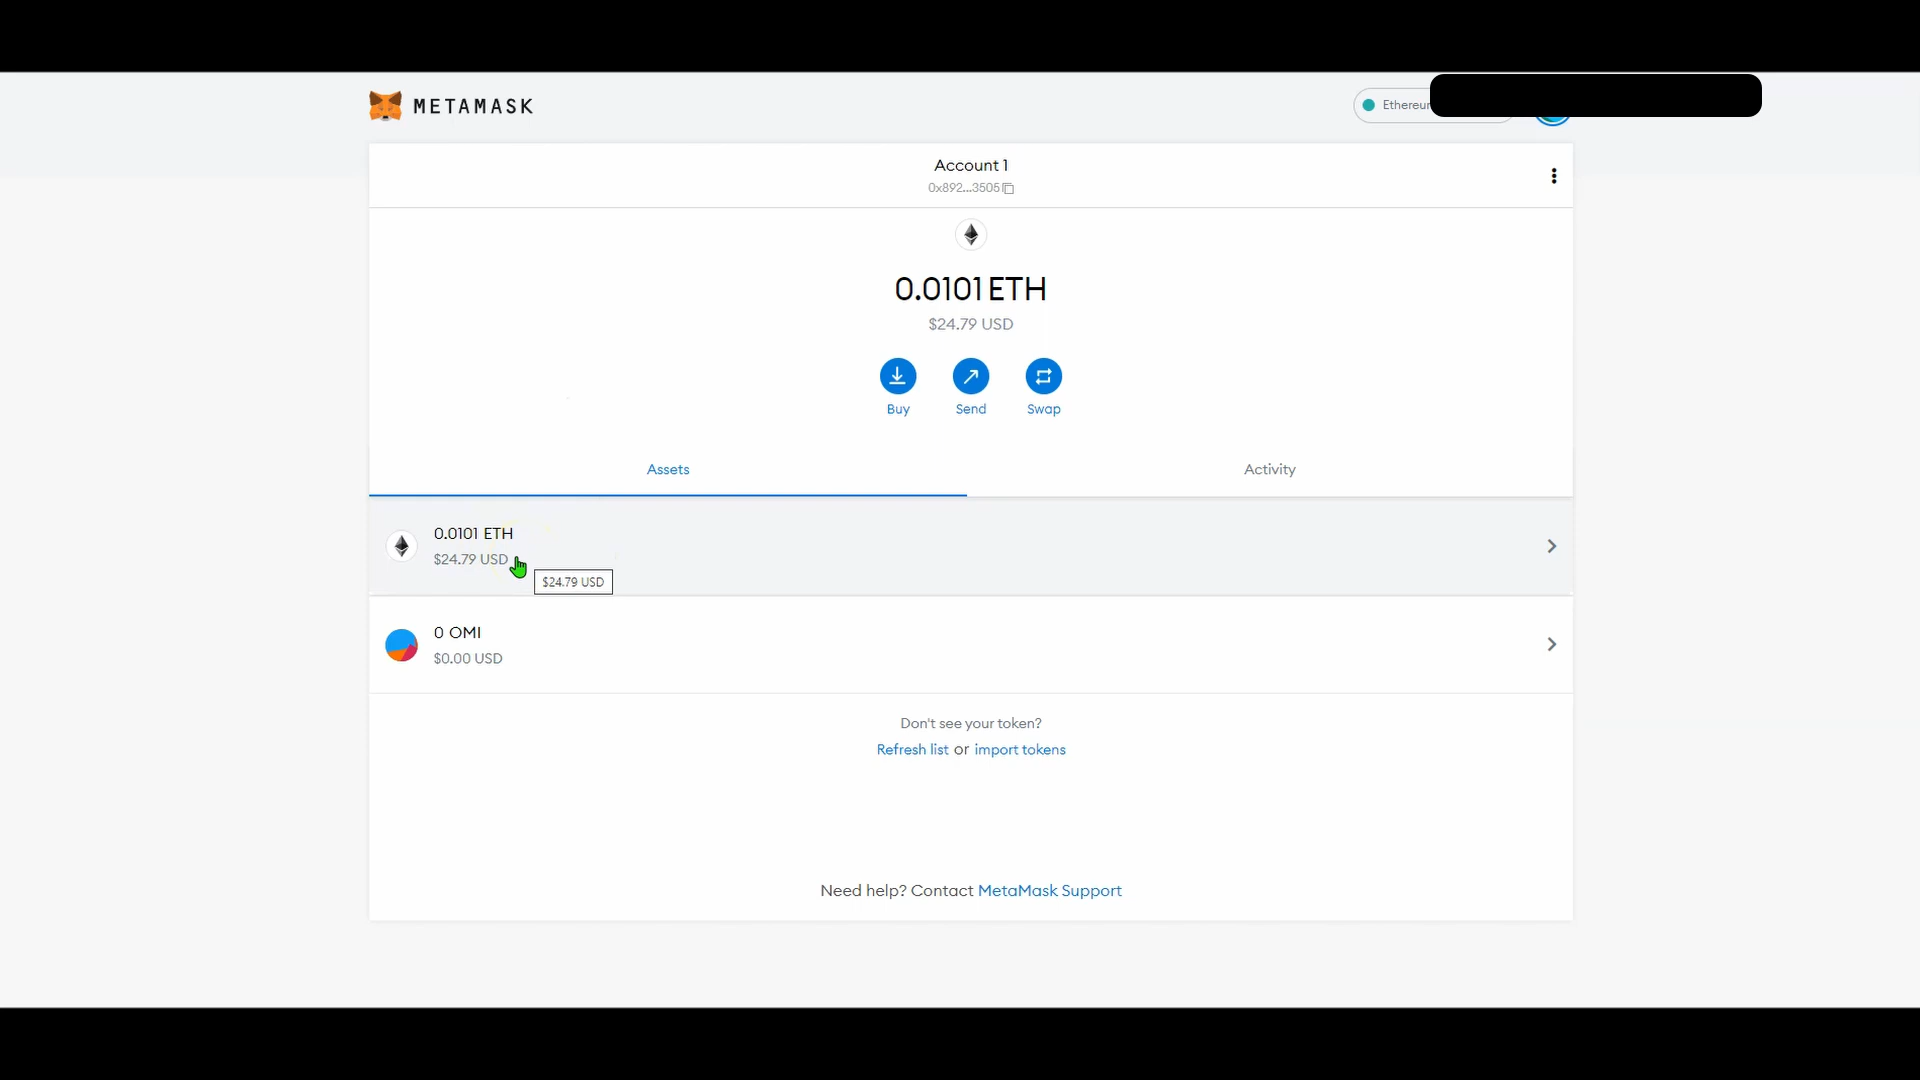 METAMASK
Ethereu
Account 1
0x892...3505
0.0101 ETH
$24.79 USD
Buy
Send
Swap
Assets
Activity
0.0101 ETH
$24.79 USD
$24.79 USD
0 OMI
$0.00 USD
Don't see your token?
Refresh list or import tokens
Need help? Contact MetaMask Support